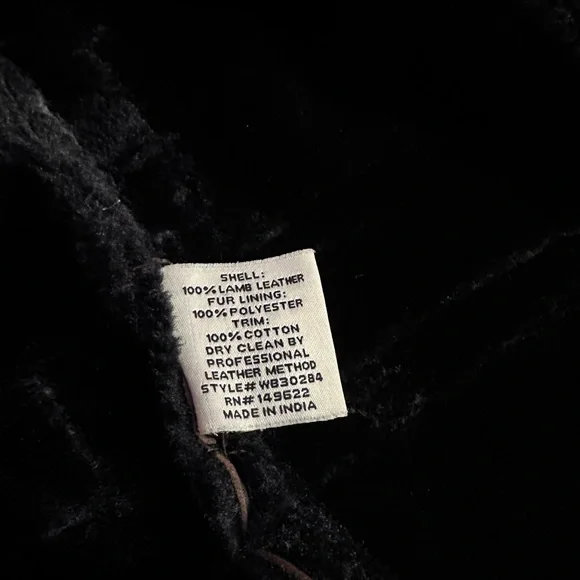 SHELL:
100% LAMB LEATHER
FUR LINING:
100% POLYESTER
TRIM:
100% COTTON
DRY CLEAN BY
PROFESSIONAL
LEATHER METHOD
STYLE# WB30284
RN# 149622
MADE IN INDIA